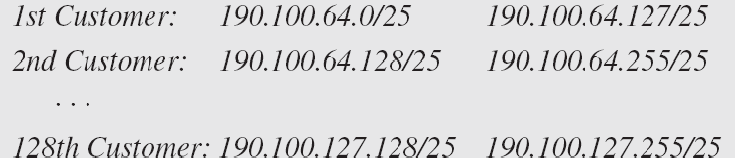 1st Customer: 190.100.64.0/25 190.100.64.127/25
2nd Customer: 190.100.64.128/25 190.100.64.255/25
. . .
128th Customer: 190.100.127.128/25 190.100.127.255/25